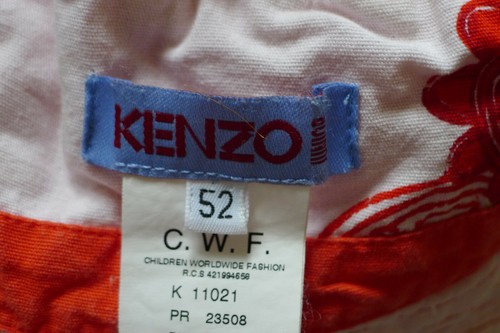 KENZO
52
C. W. F.
CHILDREN WORLDWIDE FASHION
R.C.S 421994658
K 11021
PR 23508